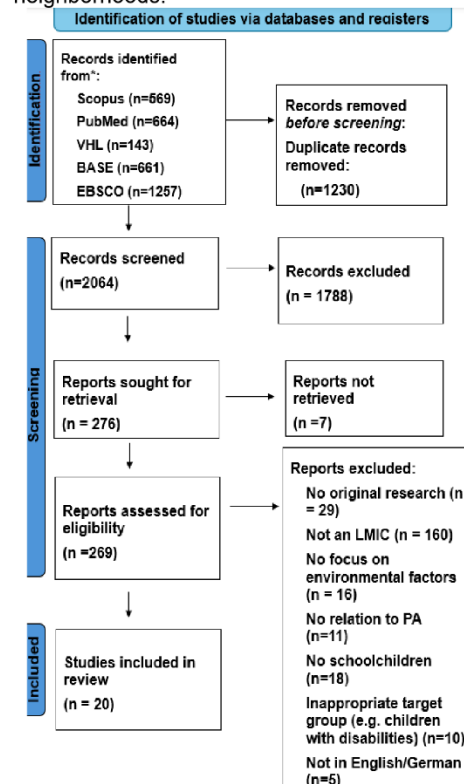 neighborhoods.
Identification of studies via databases and registers
Identification
Records identified
from*:
Scopus (n=569)
PubMed (n=664)
VHL (n=143)
BASE (n=661)
EBSCO (n=1257)
Records removed
before screening:
Duplicate records
removed:
(n=1230)
Screening
Records screened
(n=2064)
Records excluded
(n = 1788)
Reports sought for
retrieval
(n = 276)
Reports not
retrieved
(n =7)
Reports assessed for
eligibility
(n =269)
Reports excluded:
No original research (n
= 29)
Not an LMIC (n = 160)
No focus on
environmental factors
(n = 16)
No relation to PA
(n=11)
No schoolchildren
(n=18)
Inappropriate target
group (e.g. children
with disabilities) (n=10)
Not in English/German
(n=5)
Included
Studies included in
review
(n = 20)